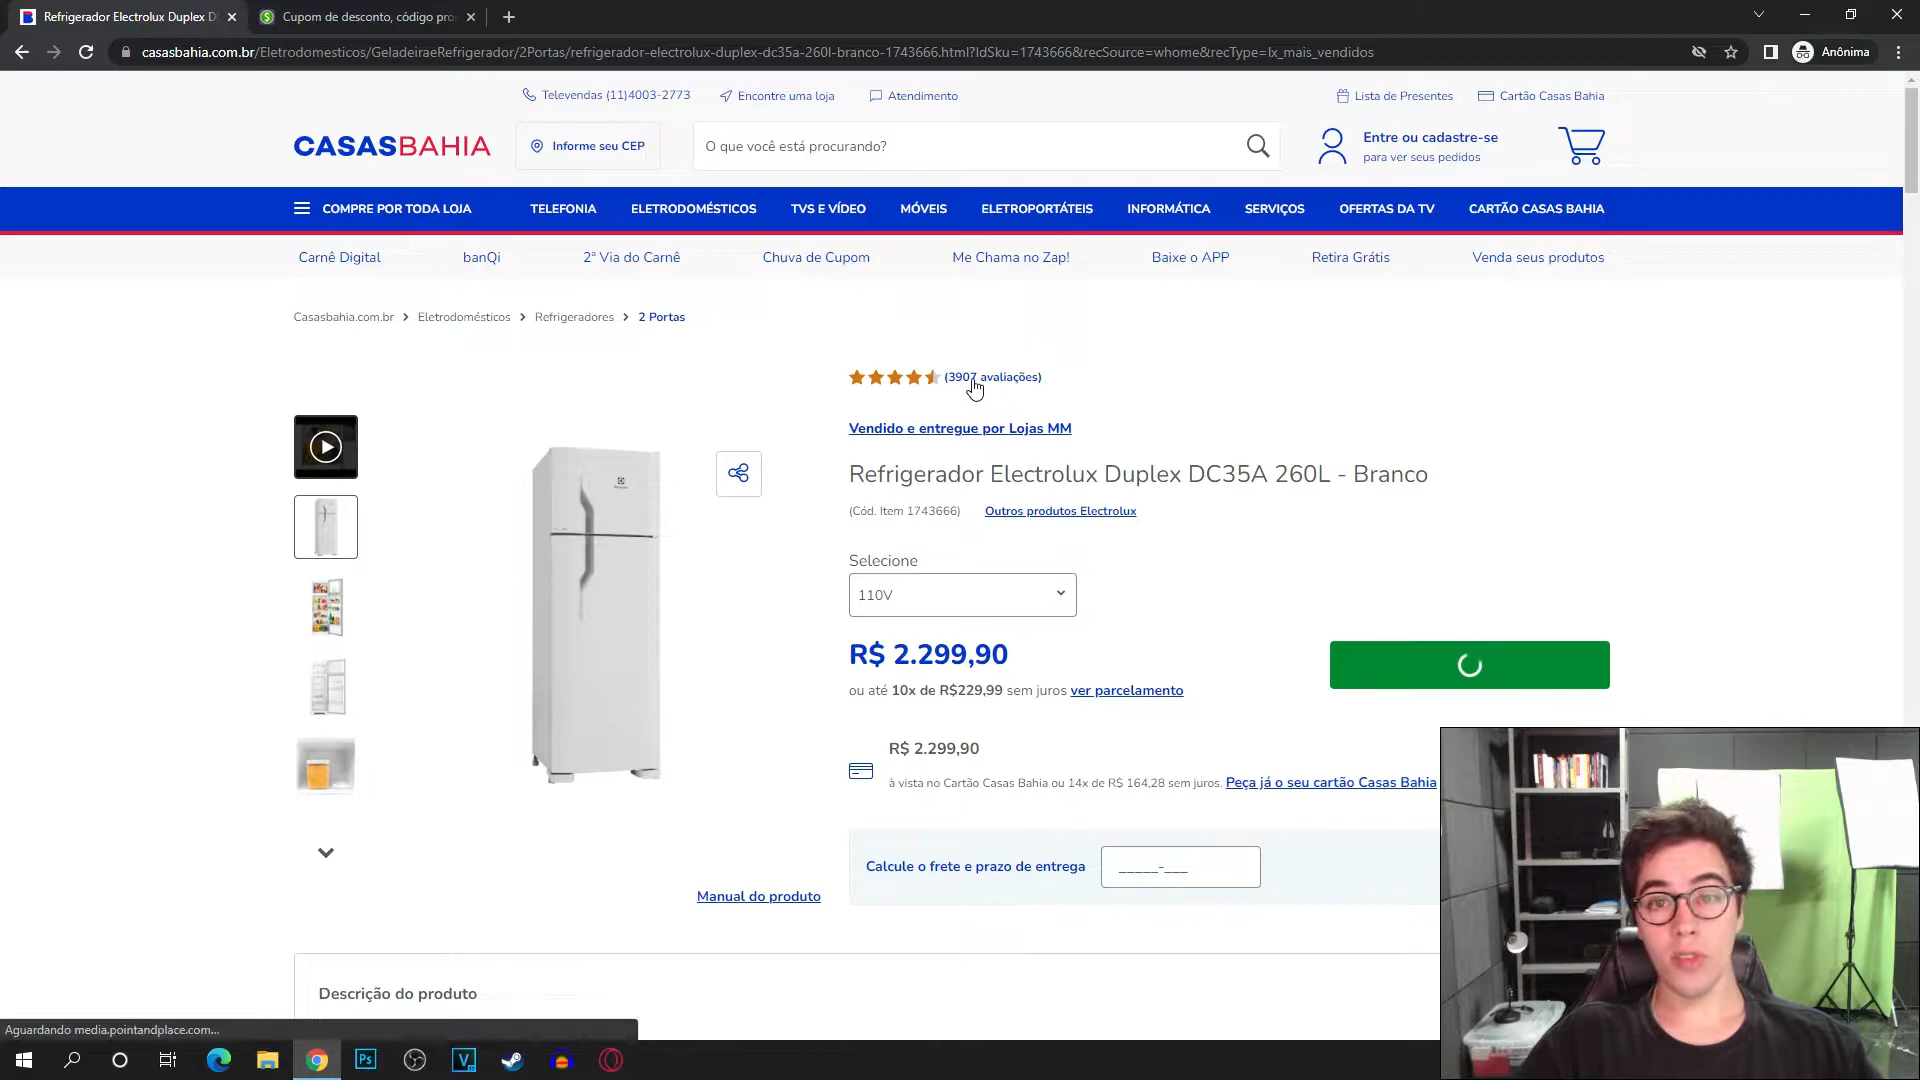 Refrigerador Electrolux Duplex D
Cupom de desconto, código pro
casasbahia.com.br/Eletrodomesticos/GeladeiraeRefrigerador/2Portas/refrigerador-electrolux-duplex-dc35a-260l-branco-1743666.html?IdSku=1743666&recSource=whome&recType=lx_mais_vendidos
Anônima
Televendas (11)4003-2773
Encontre uma loja
Atendimento
Lista de Presentes
Cartão Casas Bahia
CASASBAHIA
Informe seu CEP
O que você está procurando?
Entre ou cadastre-se
para ver seus pedidos
COMPRE POR TODA LOJA
TELEFONIA
ELETRODOMÉSTICOS
TVS E VÍDEO
MÓVEIS
ELETROPORTÁTEIS
INFORMÁTICA
SERVIÇOS
OFERTAS DA TV
CARTÃO CASAS BAHIA
Carnê Digital
banQi
2ª Via do Carnê
Chuva de Cupom
Me Chama no Zap!
Baixe o APP
Retira Grátis
Venda seus produtos
Casasbahia.com.br > Eletrodomésticos > Refrigeradores > 2 Portas
(3907 avaliações)
Vendido e entregue por Lojas MM
Refrigerador Electrolux Duplex DC35A 260L - Branco
(Cód. Item 1743666)
Outros produtos Electrolux
Selecione
110V
R$ 2.299,90
ou até 10x de R$229,99 sem juros ver parcelamento
R$ 2.299,90
à vista no Cartão Casas Bahia ou 14x de R$ 164,28 sem juros. Peça já o seu cartão Casas Bahia
Calcule o frete e prazo de entrega
_____-___
Manual do produto
Descrição do produto
Aguardando media.pointandplace.com...
Ps
V